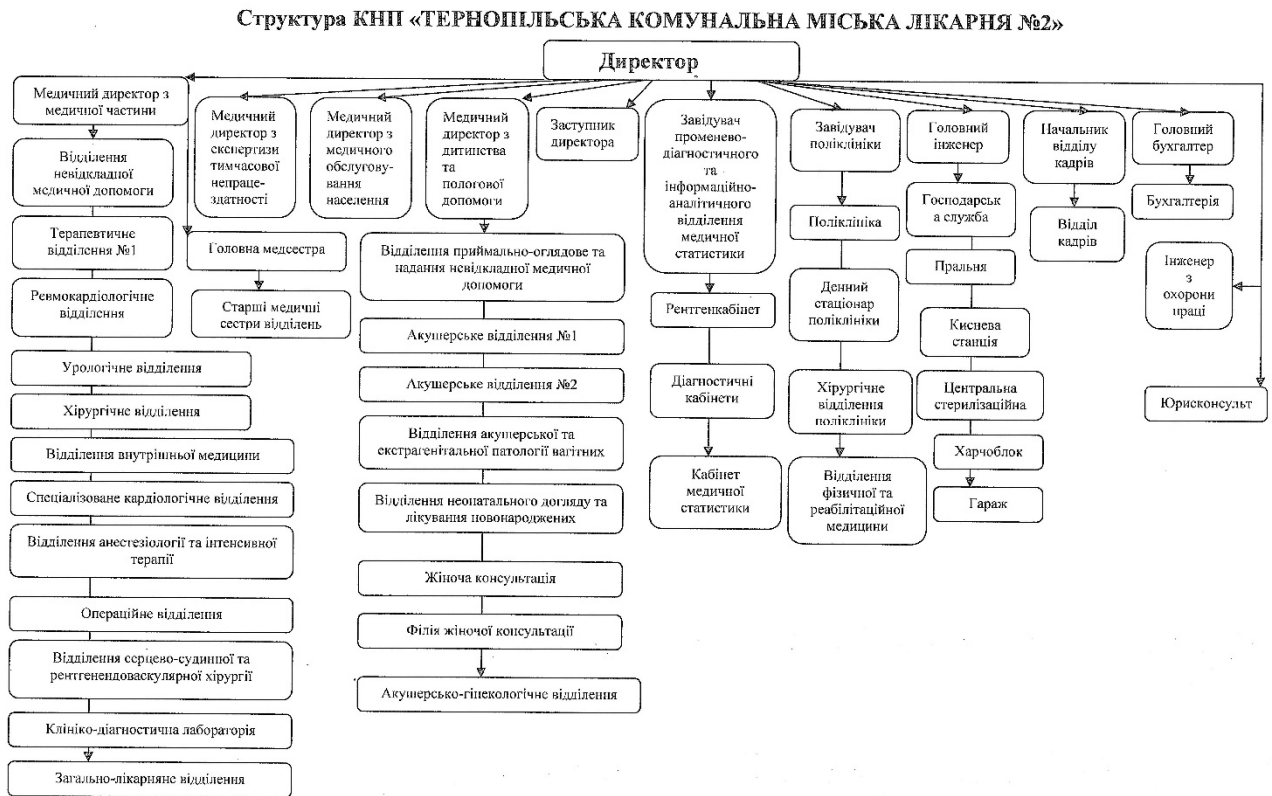 Структура КНП «ТЕРНОПІЛЬСЬКА КОМУНАЛЬНА МІСЬКА ЛІКАРНЯ №2»
Директор
Медичний директор з
медичної частини
Відділення
невідкладної
медичної допомоги
Терапевтичне
відділення №1
Ревмокардіологічне
відділення
Урологічне відділення
Хірургічне відділення
Відділення внутрішньої медицини
Спеціалізоване кардіологічне відділення
Відділення анестезіології та інтенсивної
терапії
Операційне відділення
Відділення серцево-судинної та
рентгенендоваскулярної хірургії
Клініко-діагностична лабораторія
Загально-лікарняне відділення
Медичний
директор з
експертизи
тимчасової
непраце-
здатності
Головна медсестра
Старші медичні
сестри відділень
Медичний
директор з
медичного
обслугову-
вання
населення
Медичний
директор з
дитинства
та
пологової
допомоги
Відділення приймально-оглядове та
надання невідкладної медичної
допомоги
Акушерське відділення №1
Акушерське відділення №2
Відділення акушерської та
екстрагенітальної патології вагітних
Відділення неонатального догляду та
лікування новонароджених
Жіноча консультація
Філія жіночої консультації
Акушерсько-гінекологічне відділення
Заступник
директора
Завідувач
променево-
діагностичного
та
інформаційно-
аналітичного
відділення
медичної
статистики
Рентгенкабінет
Діагностичні
кабінети
Кабінет
медичної
статистики
Завідувач
поліклініки
Поліклініка
Денний
стаціонар
поліклініки
Хірургічне
відділення
поліклініки
Відділення
фізичної та
реабілітаційної
медицини
Головний
інженер
Господарськ
а служба
Пральня
Киснева
станція
Центральна
стерилізаційна
Харчоблок
Гараж
Начальник
відділу
кадрів
Відділ
кадрів
Головний
бухгалтер
Бухгалтерія
Інженер
з
охорони
праці
Юрисконсульт